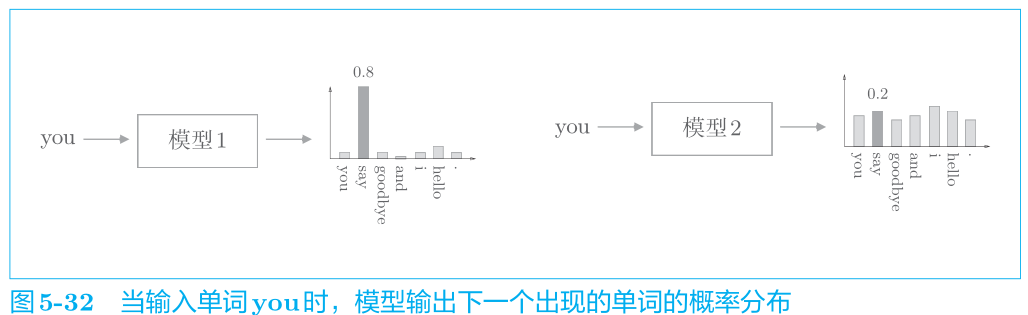 0.8
you
模型1
you
say
goodbye
and
i
hello
.
0.2
you
模型2
you
say
goodbye
and
i
hello
.
图5-32 当输入单词you时，模型输出下一个出现的单词的概率分布